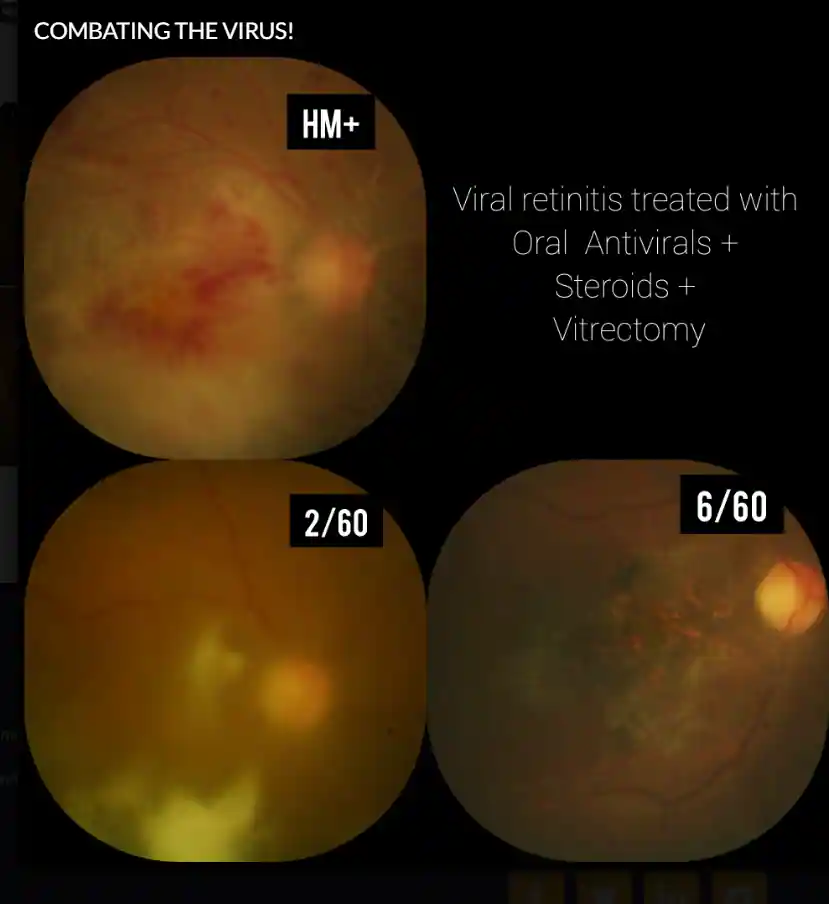 COMBATING THE VIRUS!
HM+
Viral retinitis treated with
Oral Antivirals +
Steroids +
Vitrectomy
2/60
6/60